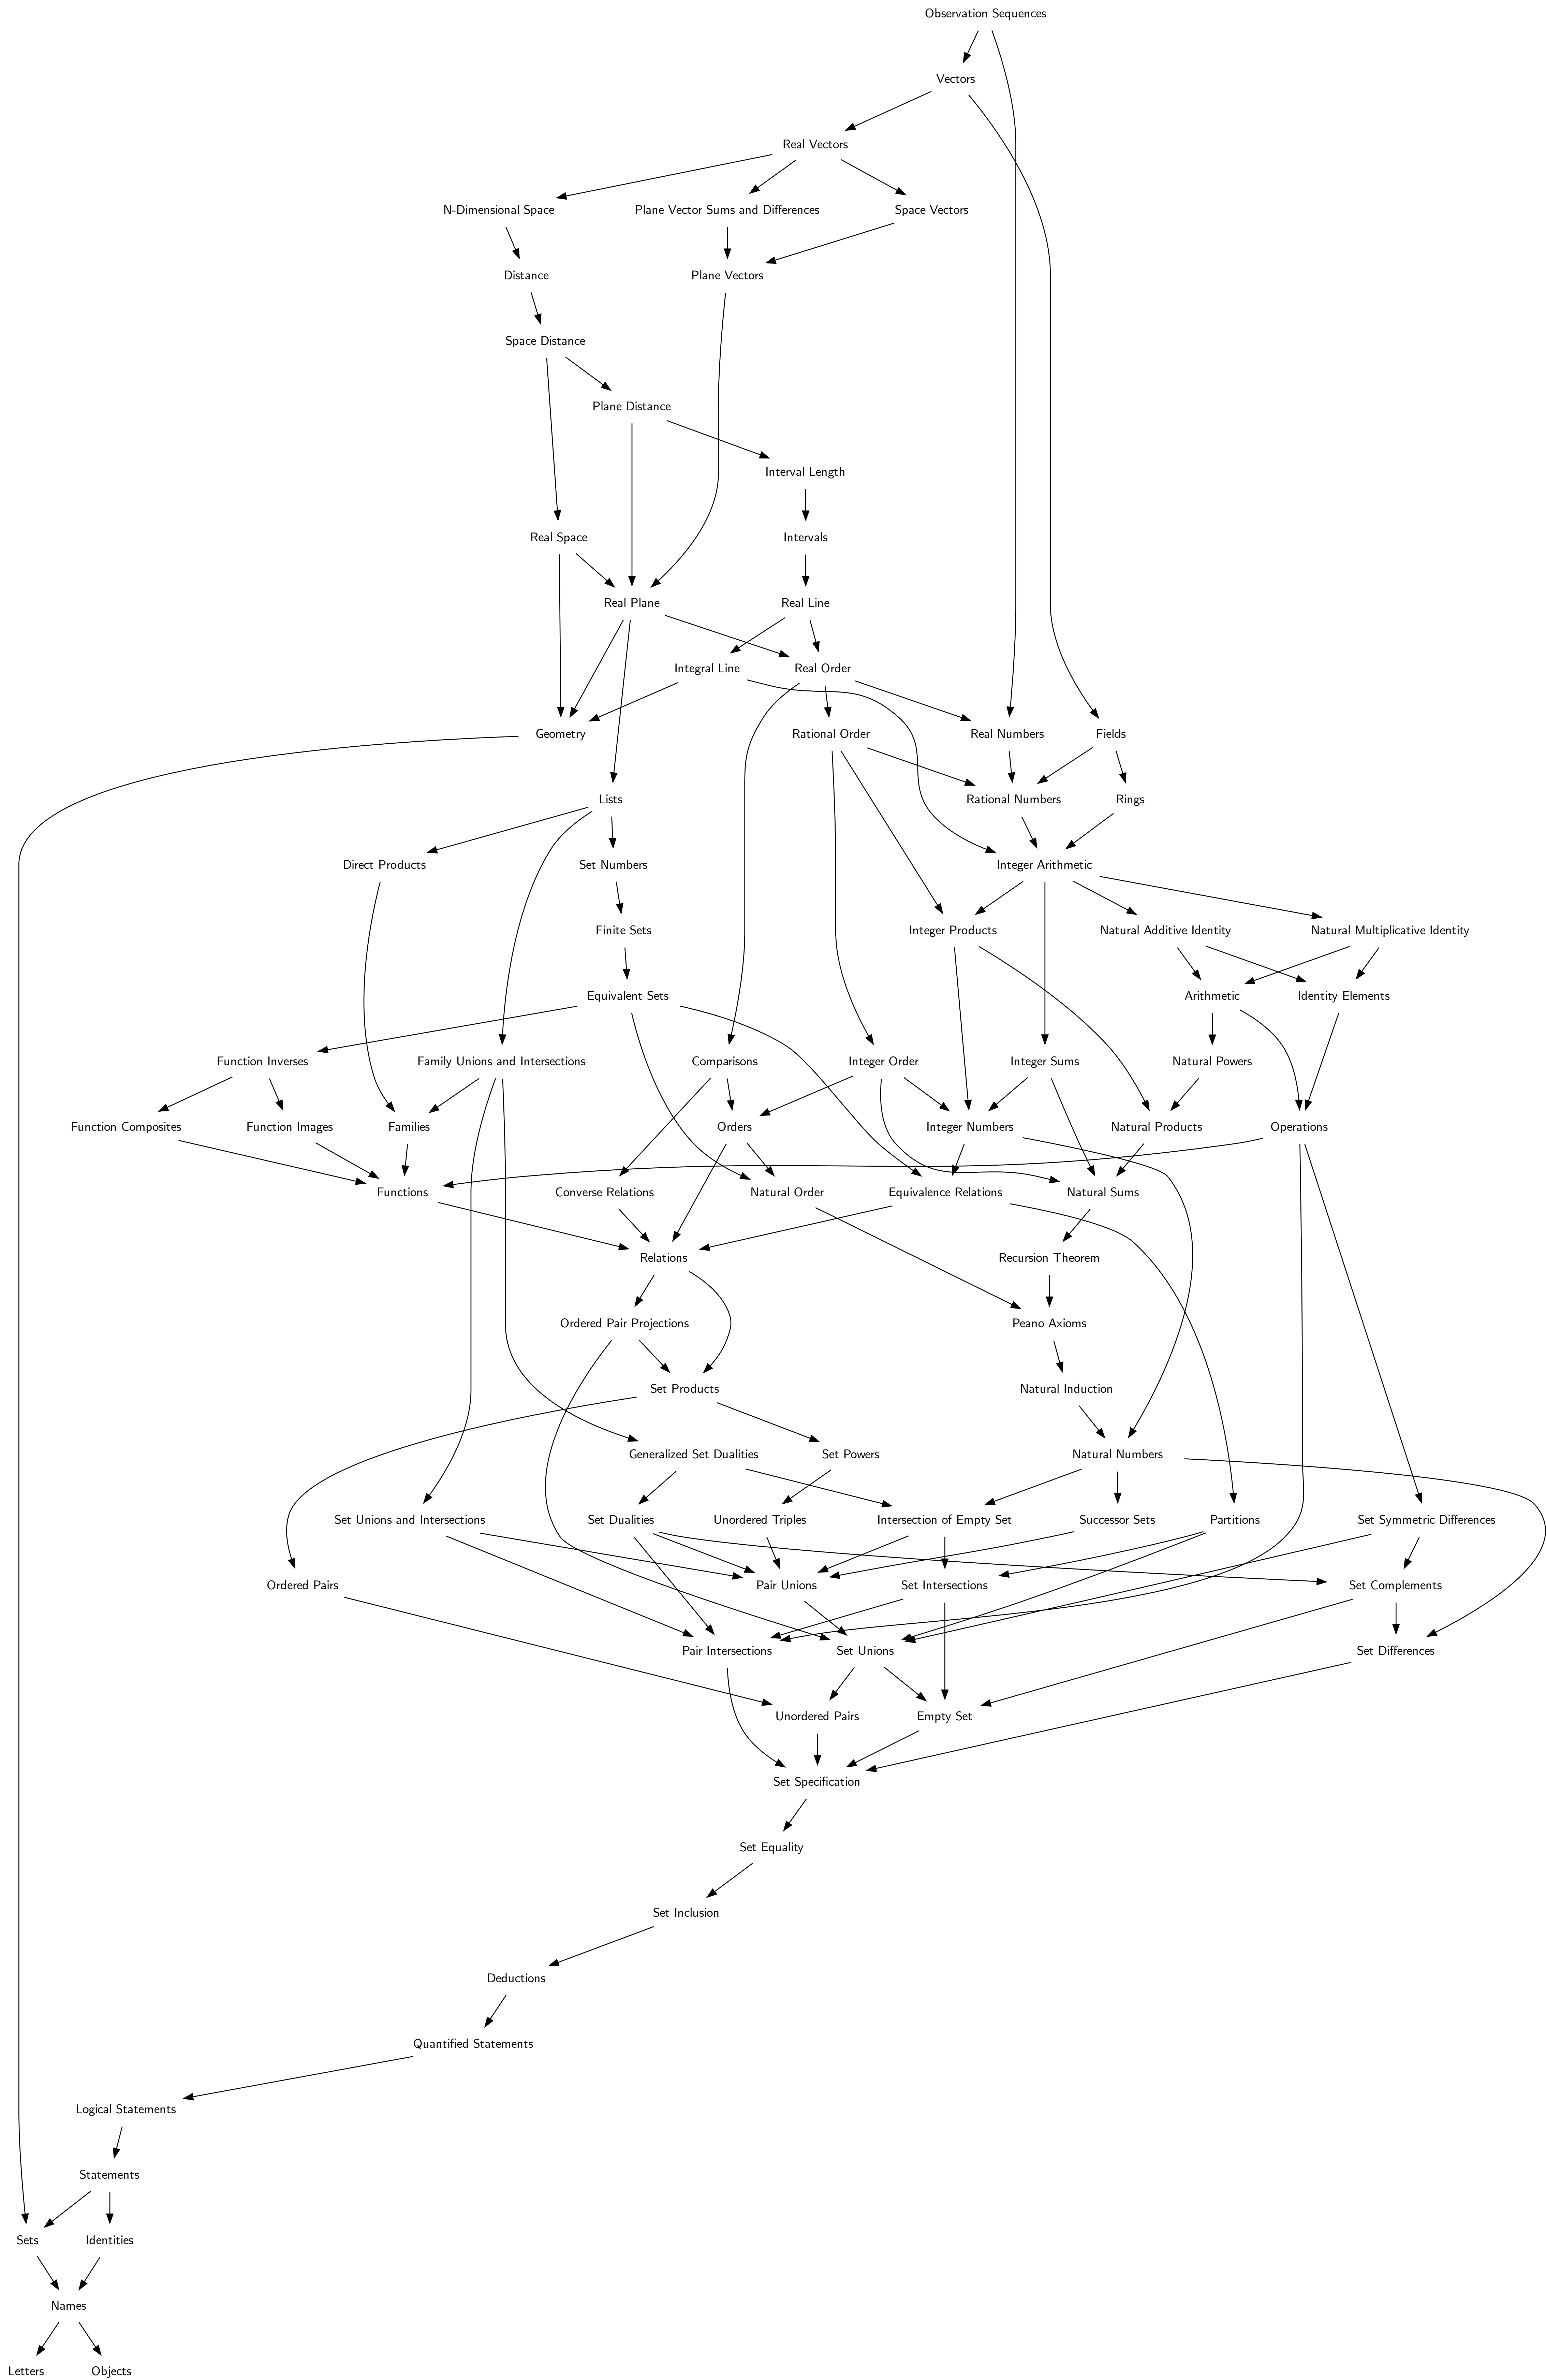 Observation Sequences
Vectors
Real Vectors
N-Dimensional Space
Plane Vector Sums and Differences
Space Vectors
Distance
Plane Vectors
Space Distance
Plane Distance
Interval Length
Real Space
Intervals
Real Plane
Real Line
Integral Line
Real Order
Geometry
Rational Order
Real Numbers
Fields
Lists
Rational Numbers
Rings
Direct Products
Set Numbers
Integer Arithmetic
Finite Sets
Integer Products
Natural Additive Identity
Natural Multiplicative Identity
Equivalent Sets
Arithmetic
Identity Elements
Function Inverses
Family Unions and Intersections
Comparisons
Integer Order
Integer Sums
Natural Powers
Function Composites
Function Images
Families
Orders
Integer Numbers
Natural Products
Operations
Functions
Converse Relations
Natural Order
Equivalence Relations
Natural Sums
Relations
Recursion Theorem
Ordered Pair Projections
Peano Axioms
Set Products
Natural Induction
Generalized Set Dualities
Set Powers
Natural Numbers
Set Unions and Intersections
Set Dualities
Unordered Triples
Intersection of Empty Set
Successor Sets
Partitions
Set Symmetric Differences
Ordered Pairs
Pair Unions
Set Intersections
Set Complements
Pair Intersections
Set Unions
Set Differences
Unordered Pairs
Empty Set
Set Specification
Set Equality
Set Inclusion
Deductions
Quantified Statements
Logical Statements
Statements
Sets
Identities
Names
Letters
Objects